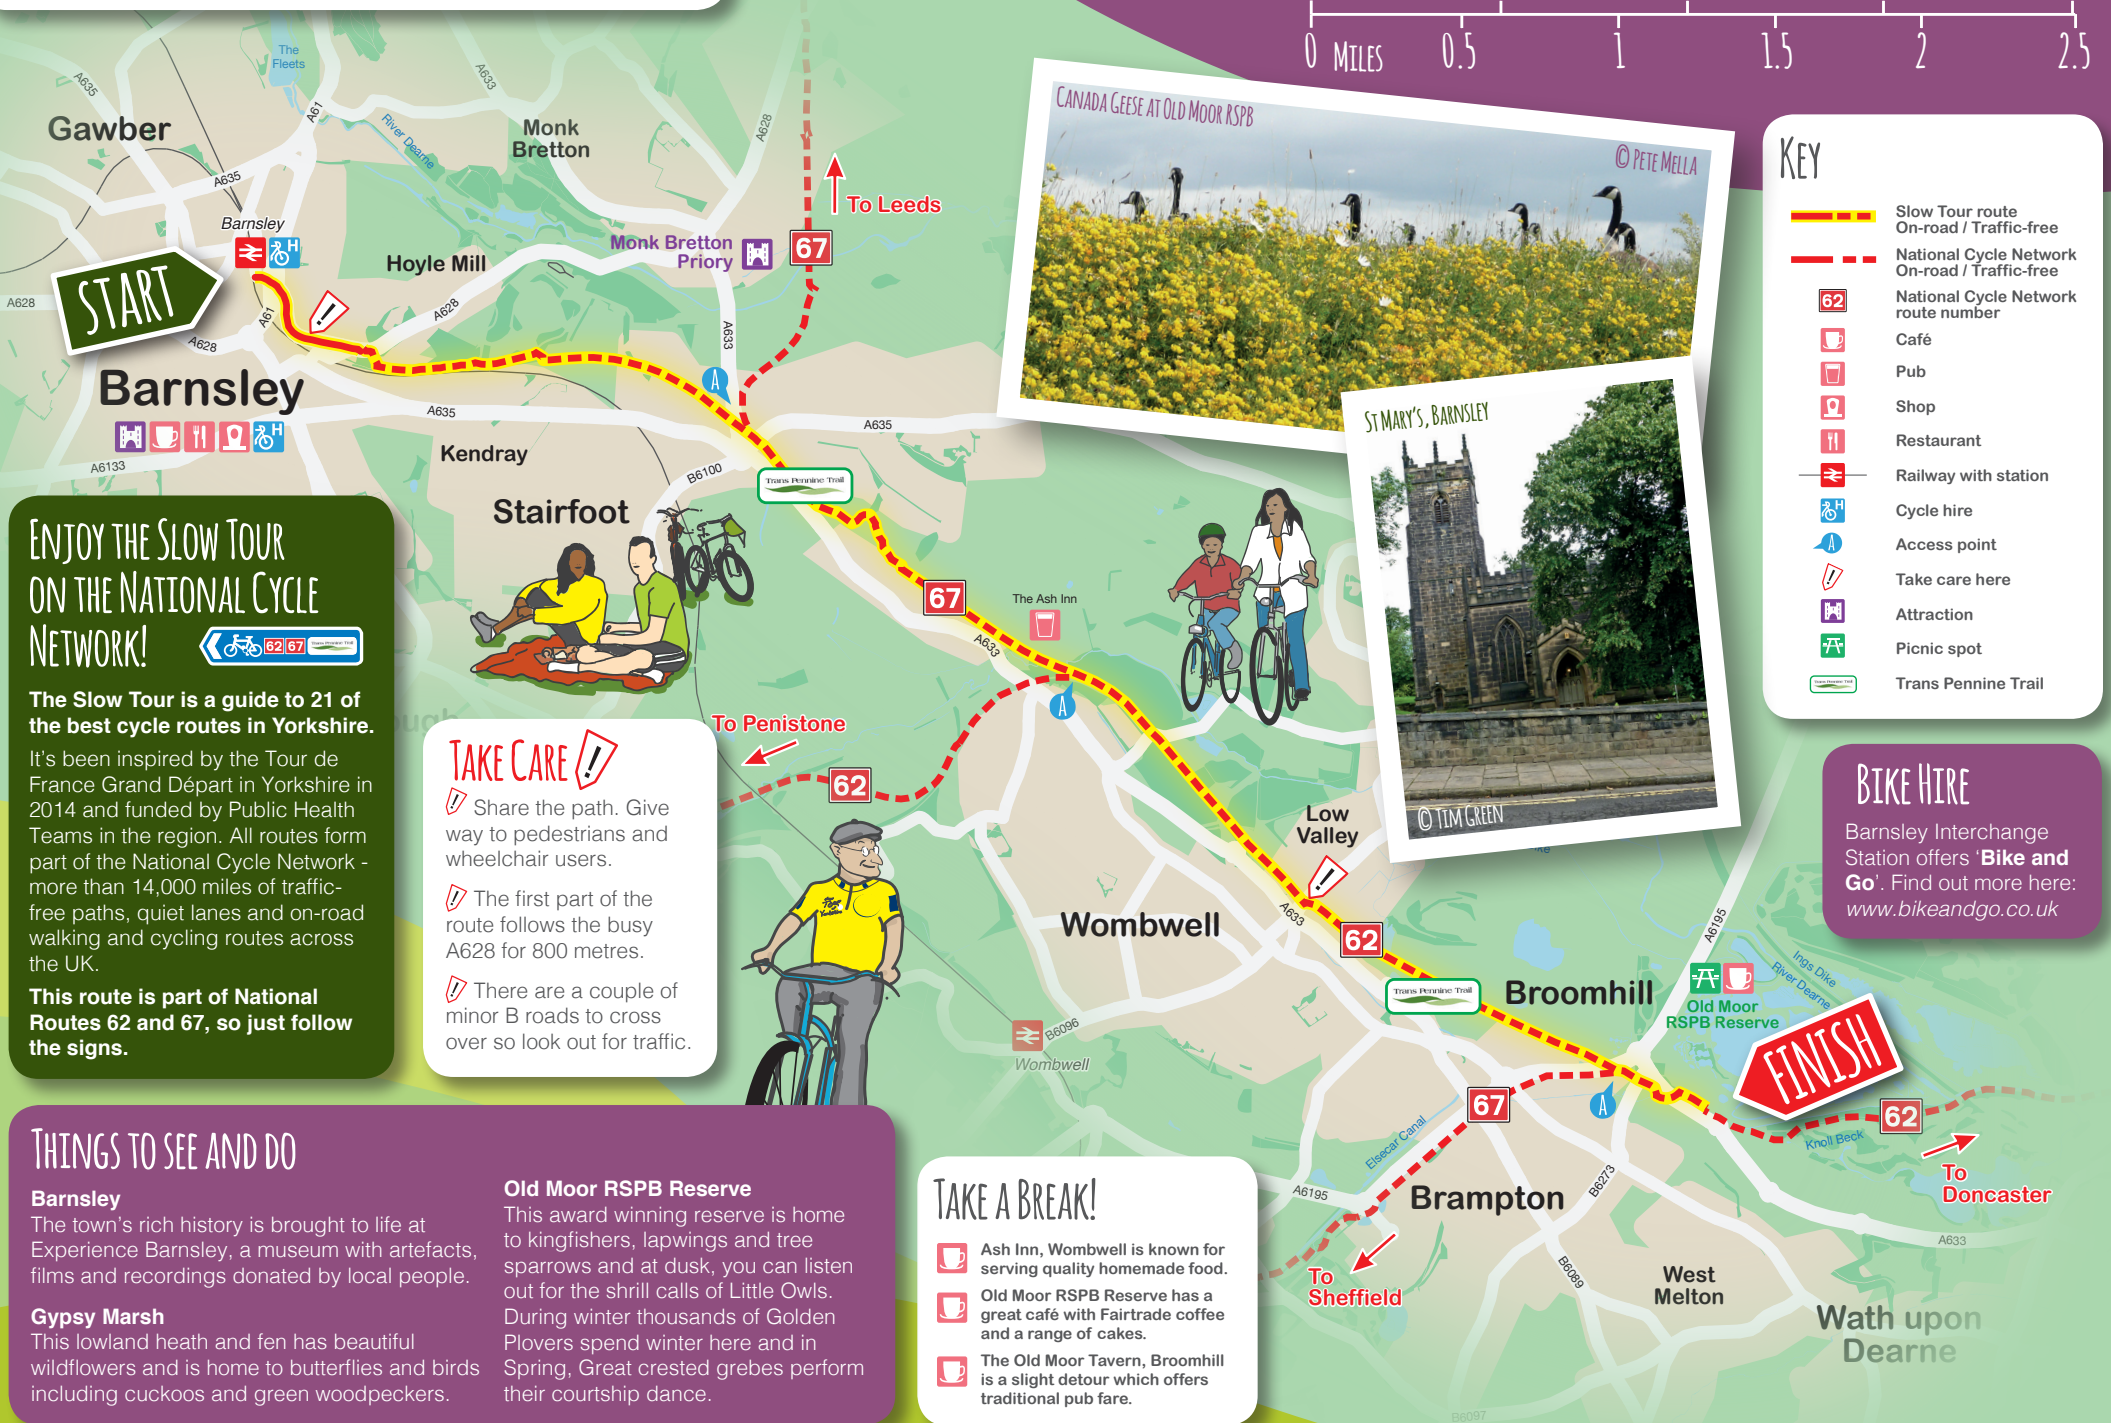 0 Miles 0.5 1 1.5 2 2.5
The
Fleets
A635
A61
A633
Gawber
River Dearne
Monk
Bretton
A628
To Leeds
A635
Barnsley
H
Monk Bretton
Priory
67
Hoyle Mill
START
A628
A61
!
A628
A628
A633
Barnsley
H
A
A635
A635
A6133
Kendray
B6100
Trans Pennine Trail
Stairfoot
67
The Ash Inn
A633
A
To Penistone
62
Low
Valley
!
A633
Wombwell
62
Trans Pennine Trail
Broomhill
A6195
Ings Dike
River Dearne
Old Moor
RSPB Reserve
FINISH
B6096
Wombwell
67
A
62
Knoll Beck
To
Doncaster
Elsecar Canal
A6195
Brampton
B6273
A633
To
Sheffield
B6089
West
Melton
Wath upon
Dearne
B6097
Canada Geese at Old Moor RSPB
© Pete Mella
St Mary's, Barnsley
© Tim Green
Key
Slow Tour route
On-road / Traffic-free
National Cycle Network
On-road / Traffic-free
62
National Cycle Network
route number
Café
Pub
Shop
Restaurant
Railway with station
H
Cycle hire
A
Access point
!
Take care here
Attraction
Picnic spot
Trans Pennine Trail
Trans Pennine Trail
Bike Hire
Barnsley Interchange
Station offers ‘Bike and
Go’. Find out more here:
www.bikeandgo.co.uk
Enjoy the Slow Tour
on the National Cycle
Network!
62 67 Trans Pennine Trail
The Slow Tour is a guide to 21 of
the best cycle routes in Yorkshire.
It's been inspired by the Tour de
France Grand Départ in Yorkshire in
2014 and funded by Public Health
Teams in the region. All routes form
part of the National Cycle Network -
more than 14,000 miles of traffic-
free paths, quiet lanes and on-road
walking and cycling routes across
the UK.
This route is part of National
Routes 62 and 67, so just follow
the signs.
Take Care !
! Share the path. Give
way to pedestrians and
wheelchair users.
! The first part of the
route follows the busy
A628 for 800 metres.
! There are a couple of
minor B roads to cross
over so look out for traffic.
Things to see and do
Barnsley
The town's rich history is brought to life at
Experience Barnsley, a museum with artefacts,
films and recordings donated by local people.
Gypsy Marsh
This lowland heath and fen has beautiful
wildflowers and is home to butterflies and birds
including cuckoos and green woodpeckers.
Old Moor RSPB Reserve
This award winning reserve is home
to kingfishers, lapwings and tree
sparrows and at dusk, you can listen
out for the shrill calls of Little Owls.
During winter thousands of Golden
Plovers spend winter here and in
Spring, Great crested grebes perform
their courtship dance.
Take a Break!
Ash Inn, Wombwell is known for
serving quality homemade food.
Old Moor RSPB Reserve has a
great café with Fairtrade coffee
and a range of cakes.
The Old Moor Tavern, Broomhill
is a slight detour which offers
traditional pub fare.